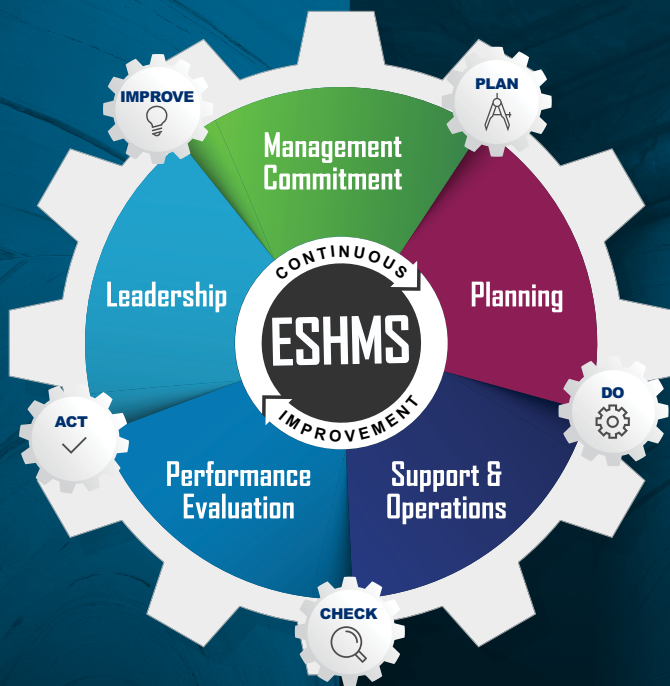 IMPROVE
PLAN
Management
Commitment
CONTINUOUS
Leadership
ESHMS
Planning
IMPROVEMENT
ACT
DO
Performance
Evaluation
Support &
Operations
CHECK